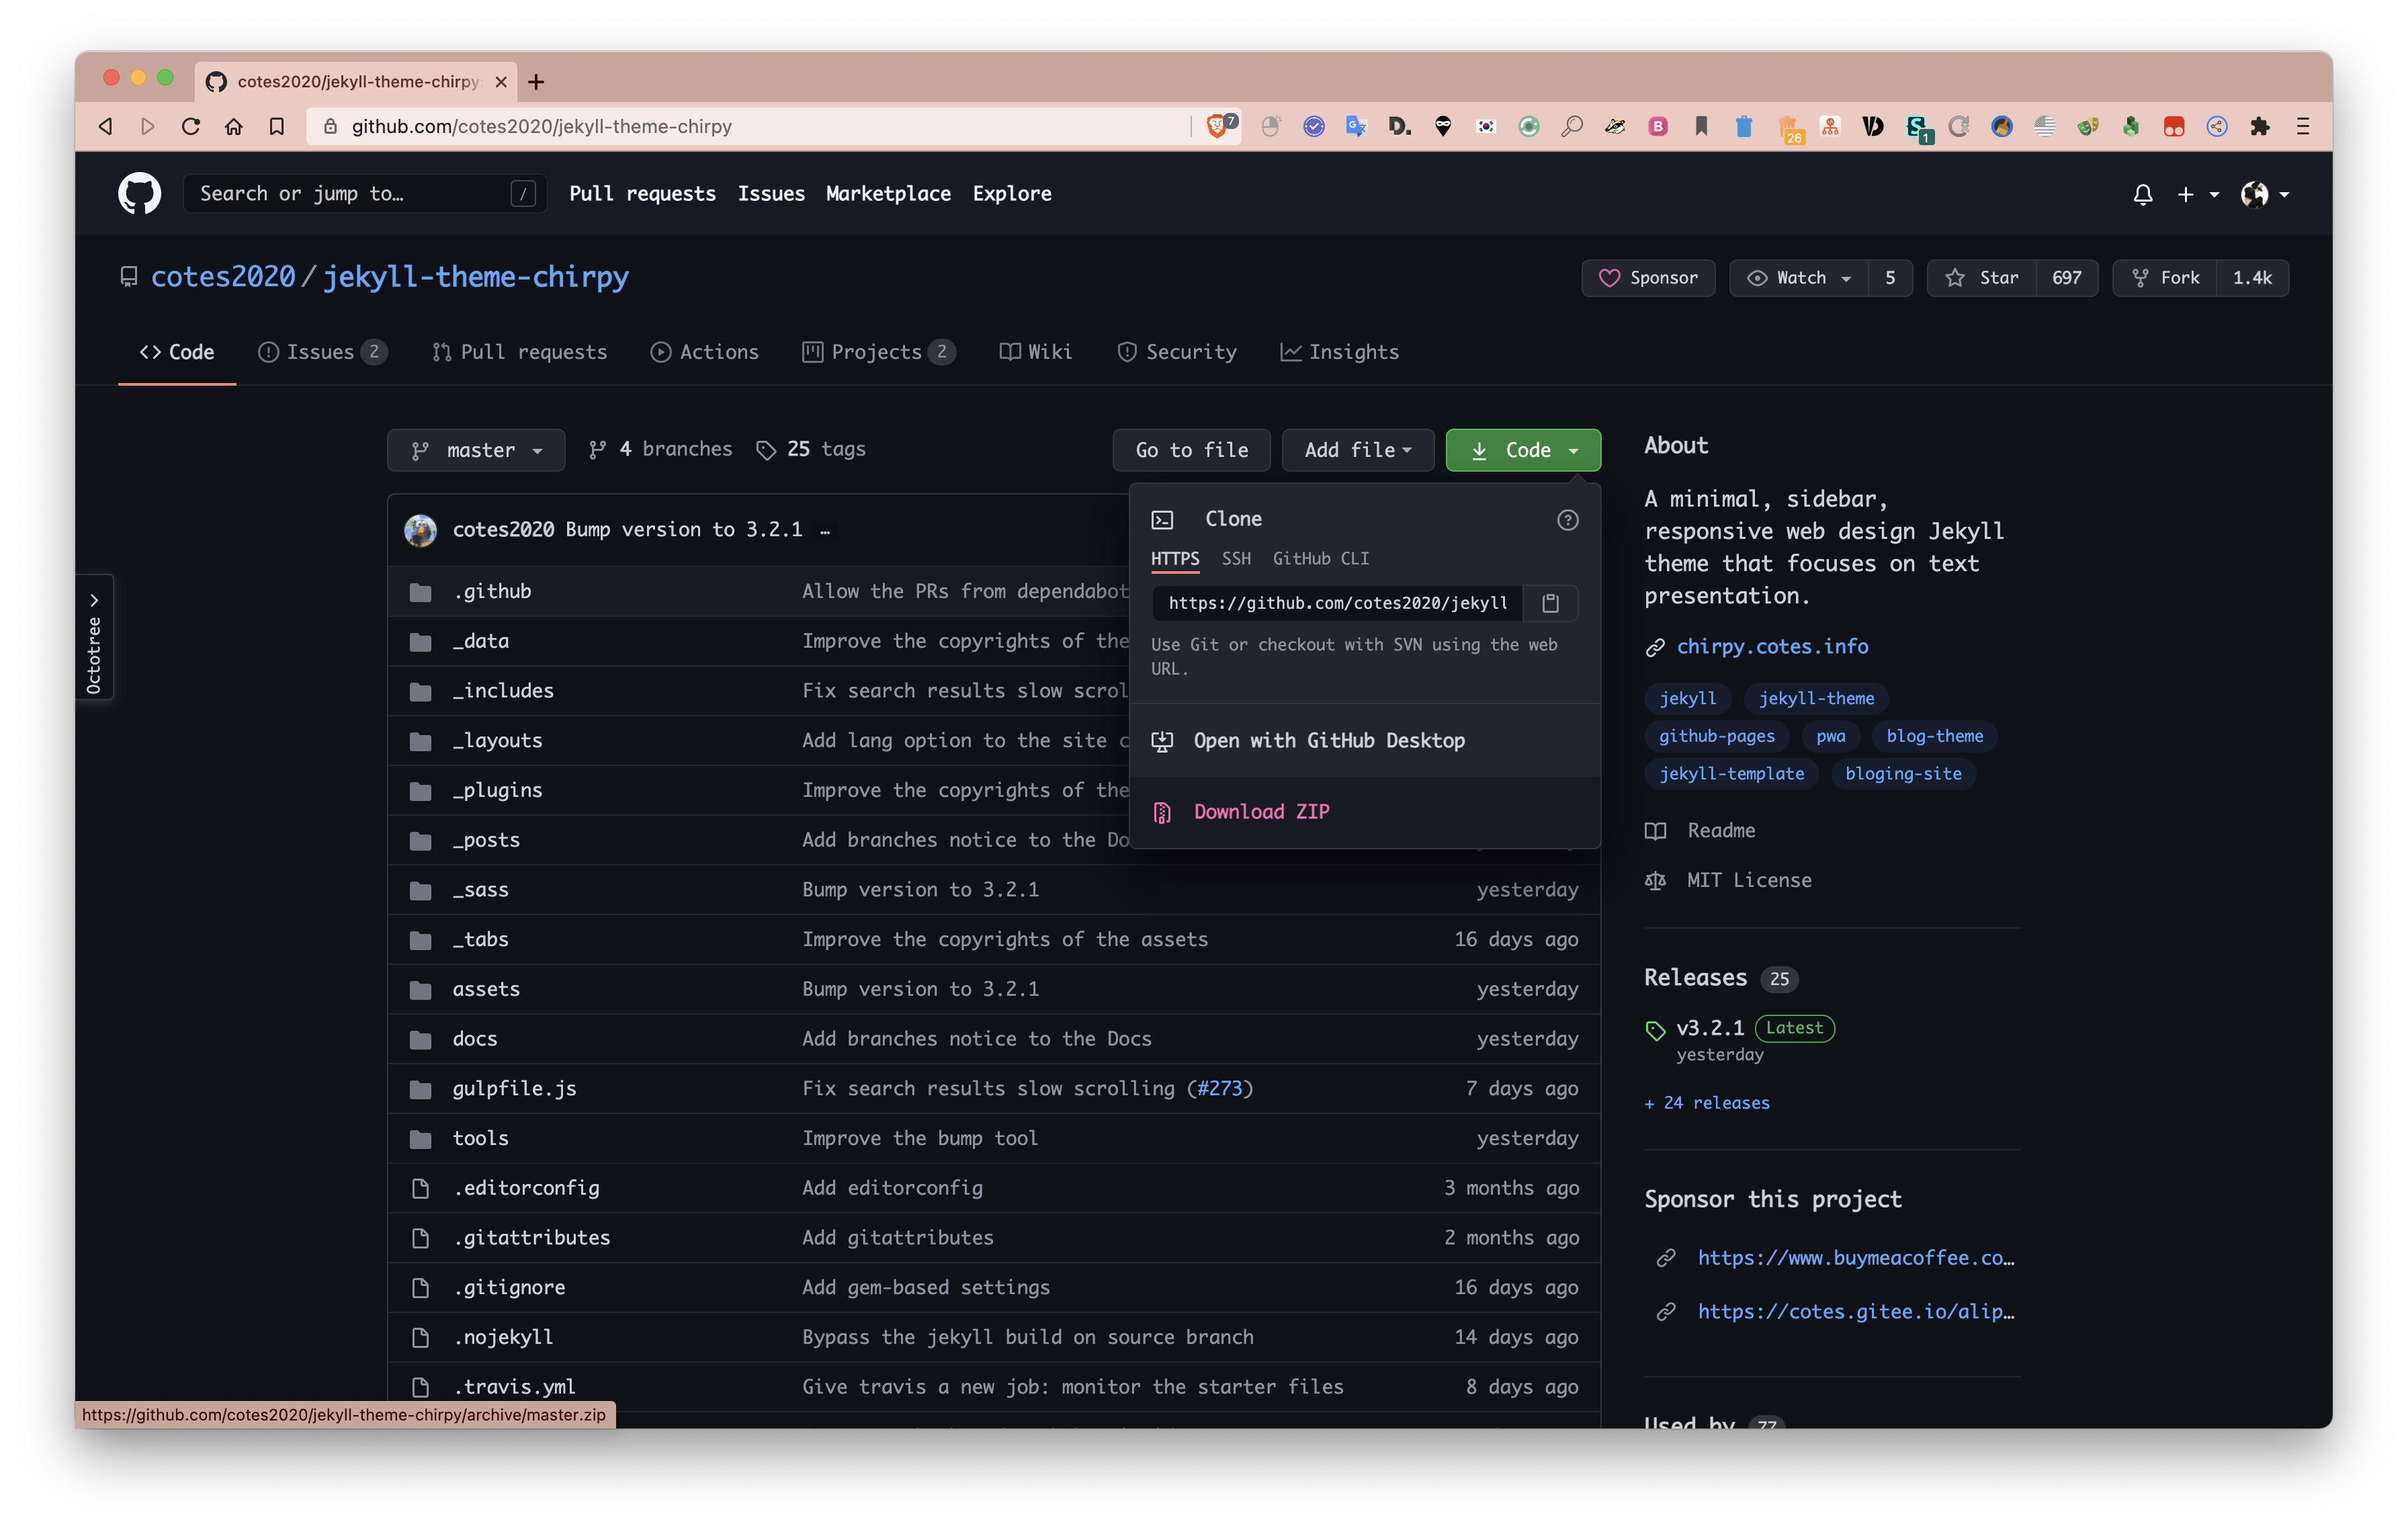 cotes2020/jekyll-theme-chirpy
github.com/cotes2020/jekyll-theme-chirpy
7
26
1
Search or jump to…
/
Pull requests
Issues
Marketplace
Explore
cotes2020/jekyll-theme-chirpy
Sponsor
Watch
5
Star
697
Fork
1.4k
Code
Issues 2
Pull requests
Actions
Projects 2
Wiki
Security
Insights
master
4 branches
25 tags
Go to file
Add file
Code
cotes2020 Bump version to 3.2.1 …
Clone
HTTPS
SSH
GitHub CLI
https://github.com/cotes2020/jekyll
Use Git or checkout with SVN using the web
URL.
Open with GitHub Desktop
Download ZIP
.github Allow the PRs from dependabot
_data Improve the copyrights of the
_includes Fix search results slow scrol
_layouts Add lang option to the site c
_plugins Improve the copyrights of the
_posts Add branches notice to the Do
_sass Bump version to 3.2.1 yesterday
_tabs Improve the copyrights of the assets 16 days ago
assets Bump version to 3.2.1 yesterday
docs Add branches notice to the Docs yesterday
gulpfile.js Fix search results slow scrolling (#273) 7 days ago
tools Improve the bump tool yesterday
.editorconfig Add editorconfig 3 months ago
.gitattributes Add gitattributes 2 months ago
.gitignore Add gem-based settings 16 days ago
.nojekyll Bypass the jekyll build on source branch 14 days ago
.travis.yml Give travis a new job: monitor the starter files 8 days ago
About
A minimal, sidebar,
responsive web design Jekyll
theme that focuses on text
presentation.
chirpy.cotes.info
jekyll
jekyll-theme
github-pages
pwa
blog-theme
jekyll-template
bloging-site
Readme
MIT License
Releases 25
v3.2.1 Latest
yesterday
+ 24 releases
Sponsor this project
https://www.buymeacoffee.co…
https://cotes.gitee.io/alip…
Used by 77
Octotree
https://github.com/cotes2020/jekyll-theme-chirpy/archive/master.zip